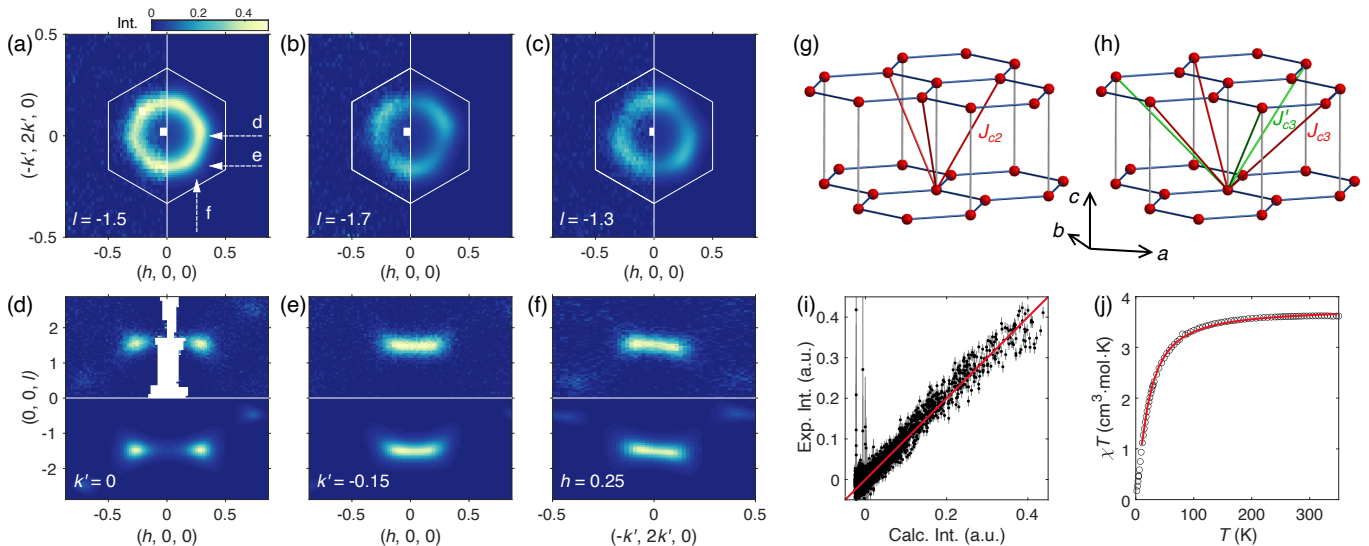 Int. 0 0.2 0.4
(a) (b) (c) (g) (h)
0.5
0
-0.5
(-k', 2k', 0)
d
e
f
l = -1.5
l = -1.7
l = -1.3
-0.5 0 0.5
-0.5 0 0.5
-0.5 0 0.5
(h, 0, 0)
(h, 0, 0)
(h, 0, 0)
J_{c2}
J'_{c3}
J_{c3}
c
b
a
(d) (e) (f) (i) (j)
2
1
0
-1
-2
(0, 0, l)
k' = 0
k' = -0.15
h = 0.25
-0.5 0 0.5
-0.5 0 0.5
-0.5 0 0.5
(h, 0, 0)
(h, 0, 0)
(-k', 2k', 0)
0.4
0.3
0.2
0.1
0
Exp. Int. (a.u.)
0 0.2 0.4
Calc. Int. (a.u.)
4
3
2
1
0
χT (cm³·mol·K)
0 100 200 300
T (K)